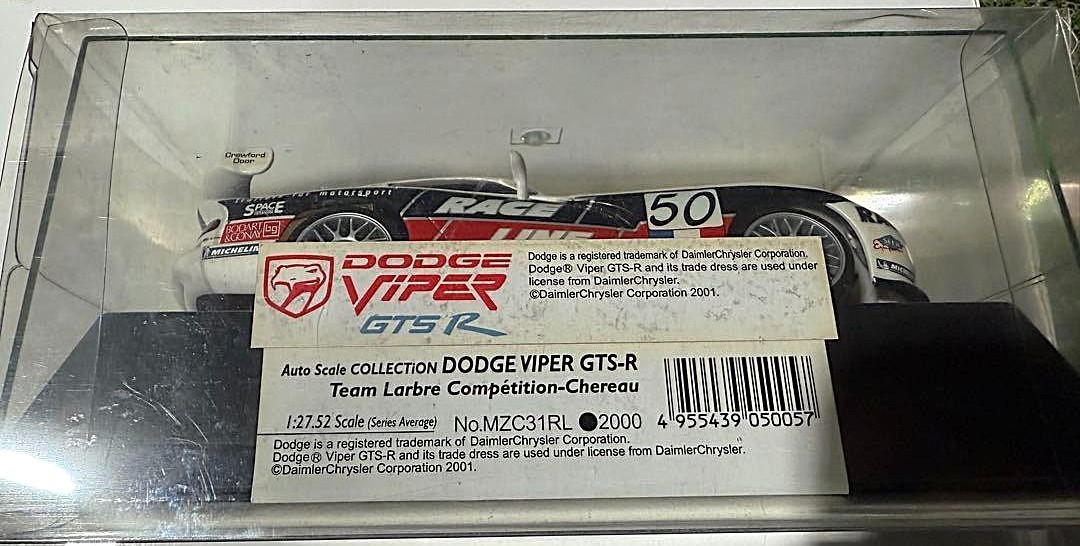 Crawford
Door
for motorsport
SPACE
BODART
& GONAY bg
MICHELIN
RACE
LINE
50
DODGE
VIPER
GTS R
Dodge is a registered trademark of DaimlerChrysler Corporation.
Dodge® Viper GTS-R and its trade dress are used under
license from DaimlerChrysler.
©DaimlerChrysler Corporation 2001.
Auto Scale COLLECTiON DODGE VIPER GTS-R
Team Larbre Compétition-Chereau
1:27.52 Scale (Series Average) No.MZC31RL ●2000
4 955439 050057
Dodge is a registered trademark of DaimlerChrysler Corporation.
Dodge® Viper GTS-R and its trade dress are used under license from DaimlerChrysler.
©DaimlerChrysler Corporation 2001.